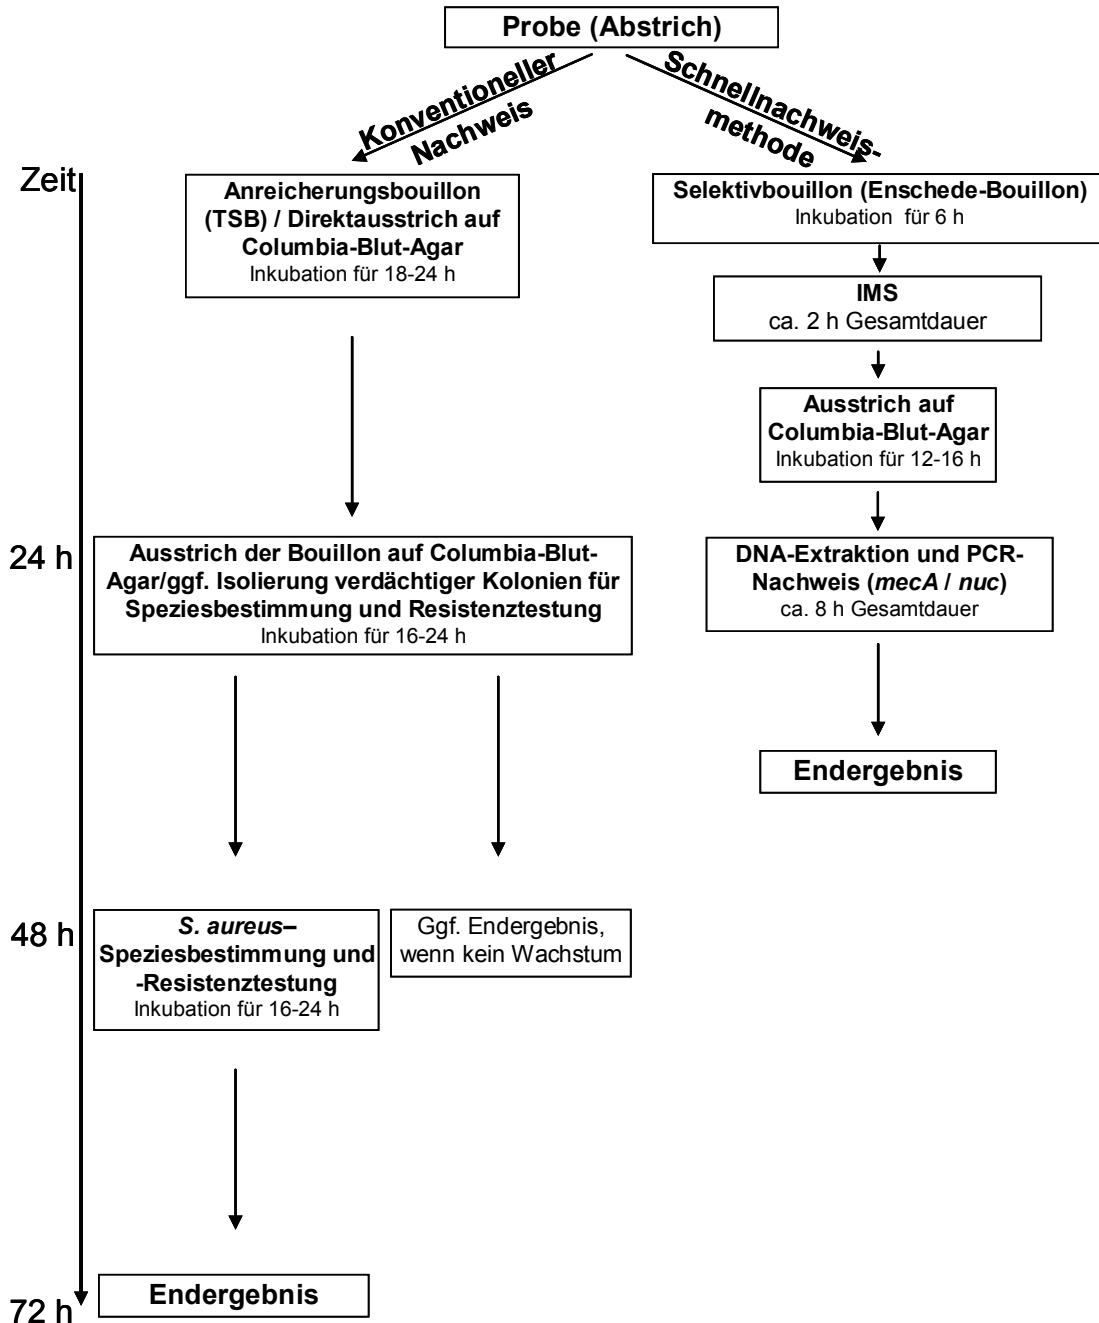 Probe (Abstrich)
Konventioneller
Nachweis
Schnellnachweis-
methode
Zeit
Anreicherungsbouillon
(TSB) / Direktausstrich auf
Columbia-Blut-Agar
Inkubation für 18-24 h
Selektivbouillon (Enschede-Bouillon)
Inkubation für 6 h
IMS
ca. 2 h Gesamtdauer
Ausstrich auf
Columbia-Blut-Agar
Inkubation für 12-16 h
24 h
Ausstrich der Bouillon auf Columbia-Blut-
Agar/ggf. Isolierung verdächtiger Kolonien für
Speziesbestimmung und Resistenztestung
Inkubation für 16-24 h
DNA-Extraktion und PCR-
Nachweis (mecA / nuc)
ca. 8 h Gesamtdauer
Endergebnis
48 h
S. aureus–
Speziesbestimmung und
-Resistenztestung
Inkubation für 16-24 h
Ggf. Endergebnis,
wenn kein Wachstum
Endergebnis
72 h